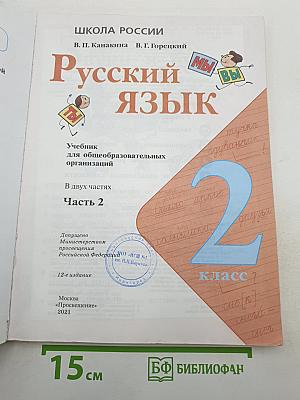 ШКОЛА РОССИИ
В. П. Канакина В. Г. Горецкий
Русский
язык
МЫ
ВЫ
ТЫ
Учебник
для общеобразовательных
организаций
В двух частях
Часть 2
Допущено
Министерством
просвещения
Российской Федерации
12-е издание
2
класс
Москва
«Просвещение»
2021
15 см
БФ БИБЛИОФАН